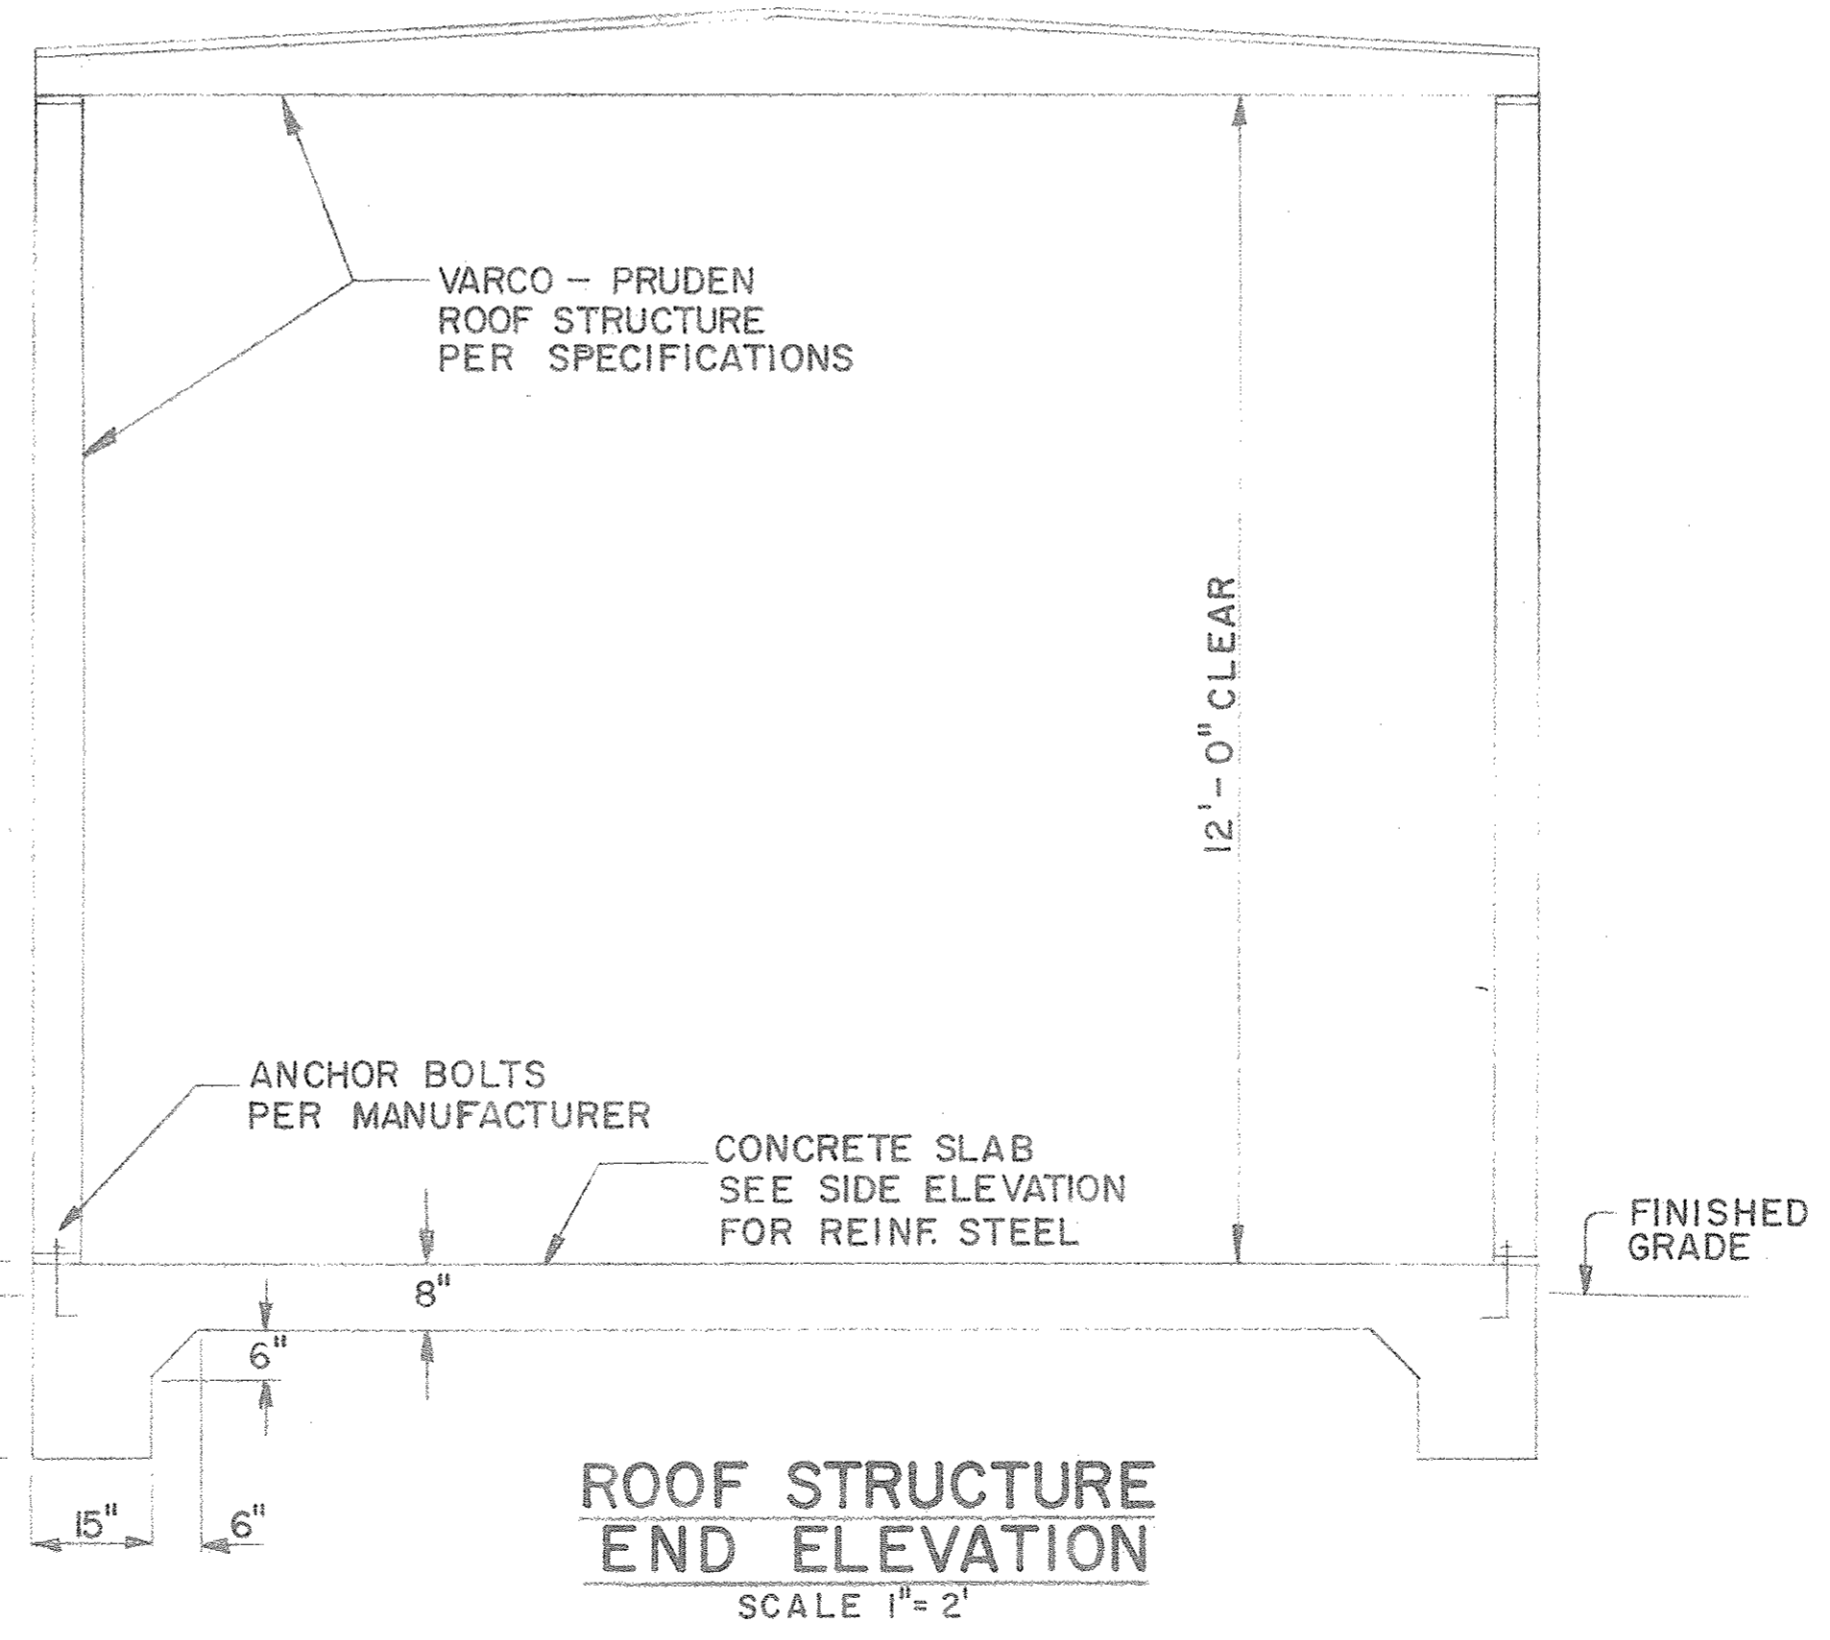 VARCO - PRUDEN
ROOF STRUCTURE
PER SPECIFICATIONS
12'-0" CLEAR
ANCHOR BOLTS
PER MANUFACTURER
CONCRETE SLAB
SEE SIDE ELEVATION
FOR REINF. STEEL
FINISHED
GRADE
8"
6"
15"
6"
ROOF STRUCTURE
END ELEVATION
SCALE 1"= 2'